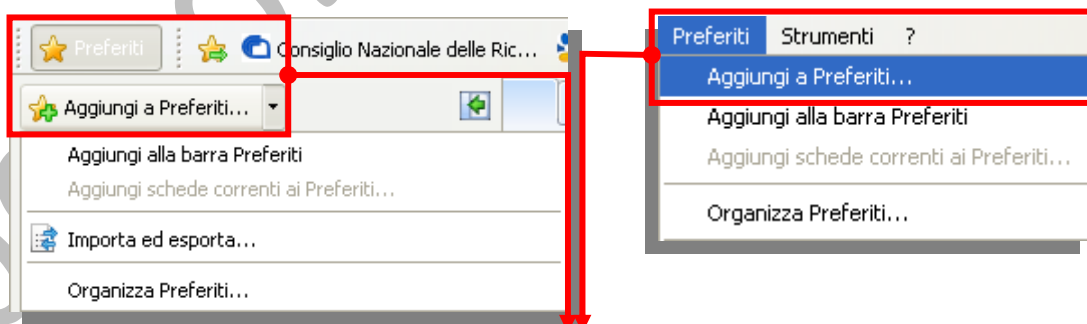 Preferiti
Consiglio Nazionale delle Ric...
Aggiungi a Preferiti...
Aggiungi alla barra Preferiti
Aggiungi schede correnti ai Preferiti...
Importa ed esporta...
Organizza Preferiti...
Preferiti Strumenti ?
Aggiungi a Preferiti...
Aggiungi alla barra Preferiti
Aggiungi schede correnti ai Preferiti...
Organizza Preferiti...